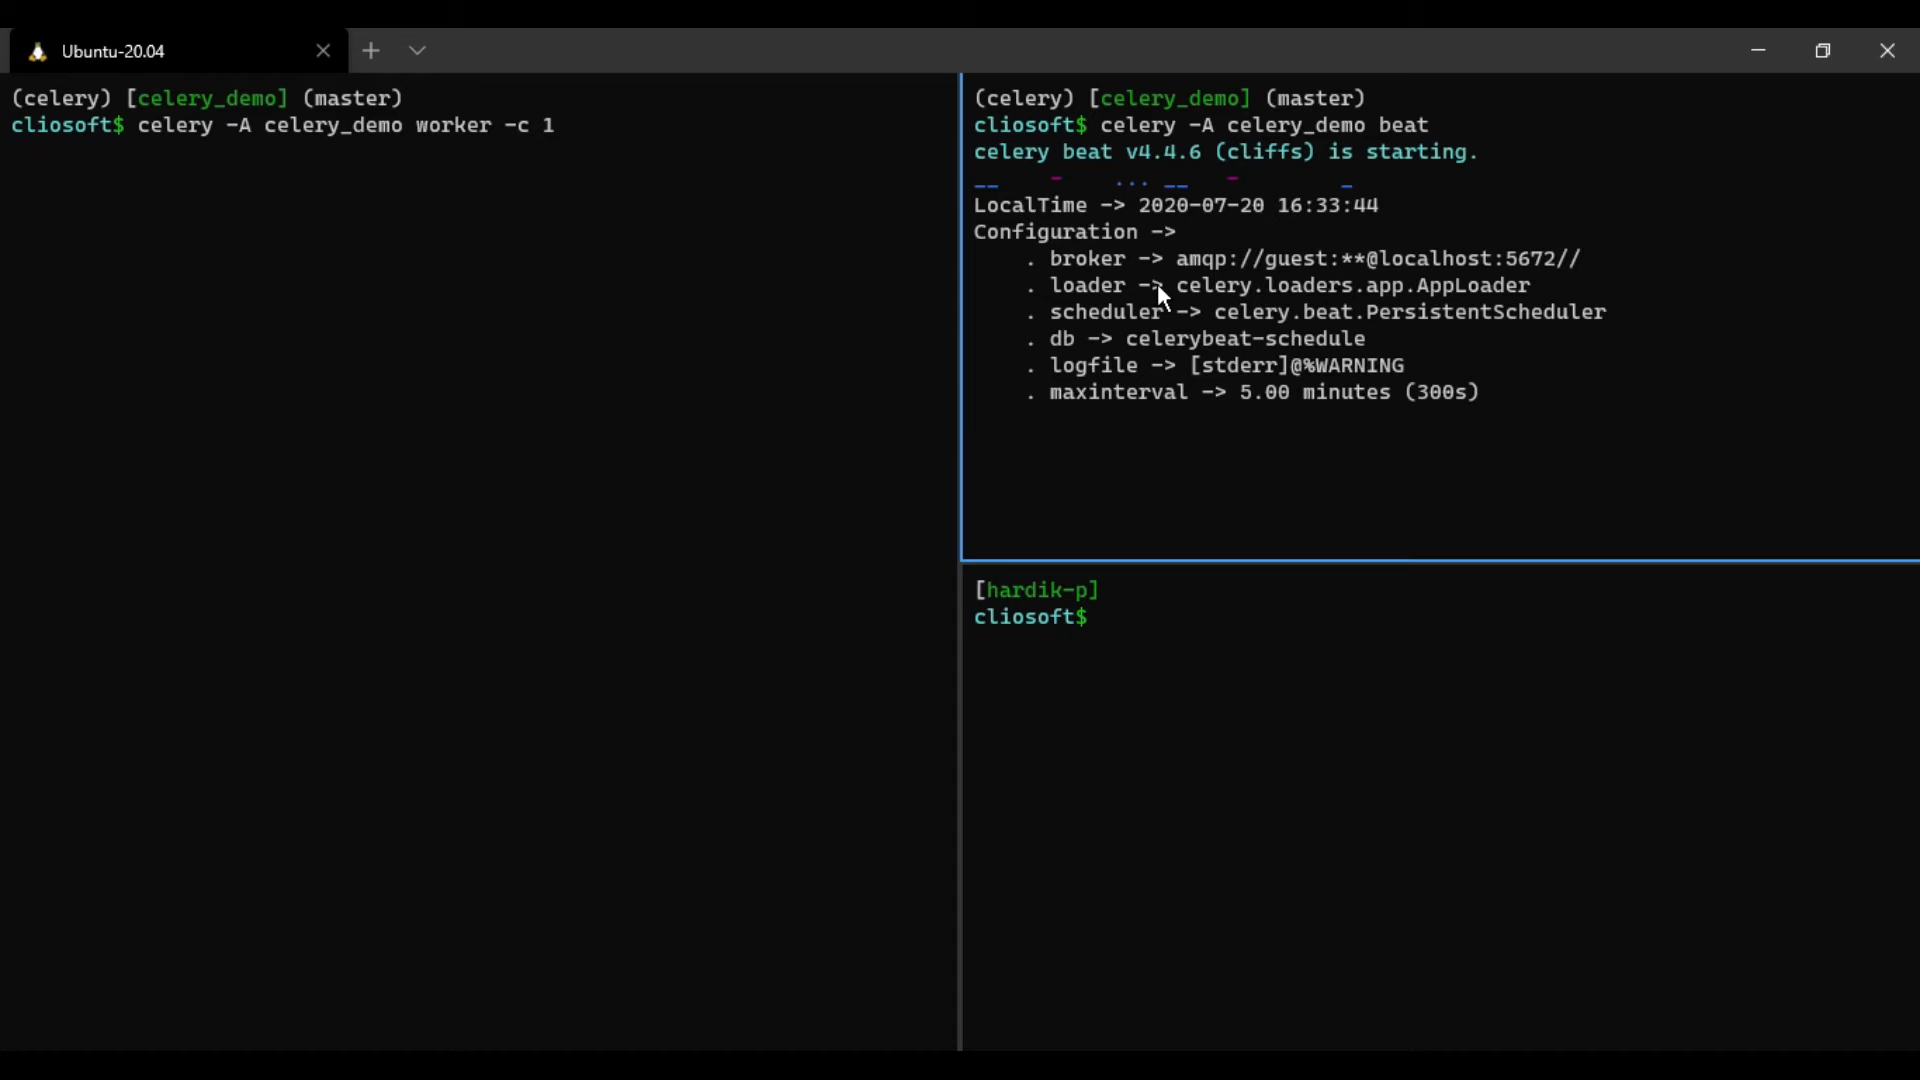 Ubuntu-20.04
(celery) [celery_demo] (master)
cliosoft$ celery -A celery_demo worker -c 1
(celery) [celery_demo] (master)
cliosoft$ celery -A celery_demo beat
celery beat v4.4.6 (cliffs) is starting.
__    -    ... __   -        _
LocalTime -> 2020-07-20 16:33:44
Configuration ->
    . broker -> amqp://guest:**@localhost:5672//
    . loader -> celery.loaders.app.AppLoader
    . scheduler -> celery.beat.PersistentScheduler
    . db -> celerybeat-schedule
    . logfile -> [stderr]@%WARNING
    . maxinterval -> 5.00 minutes (300s)
[hardik-p]
cliosoft$